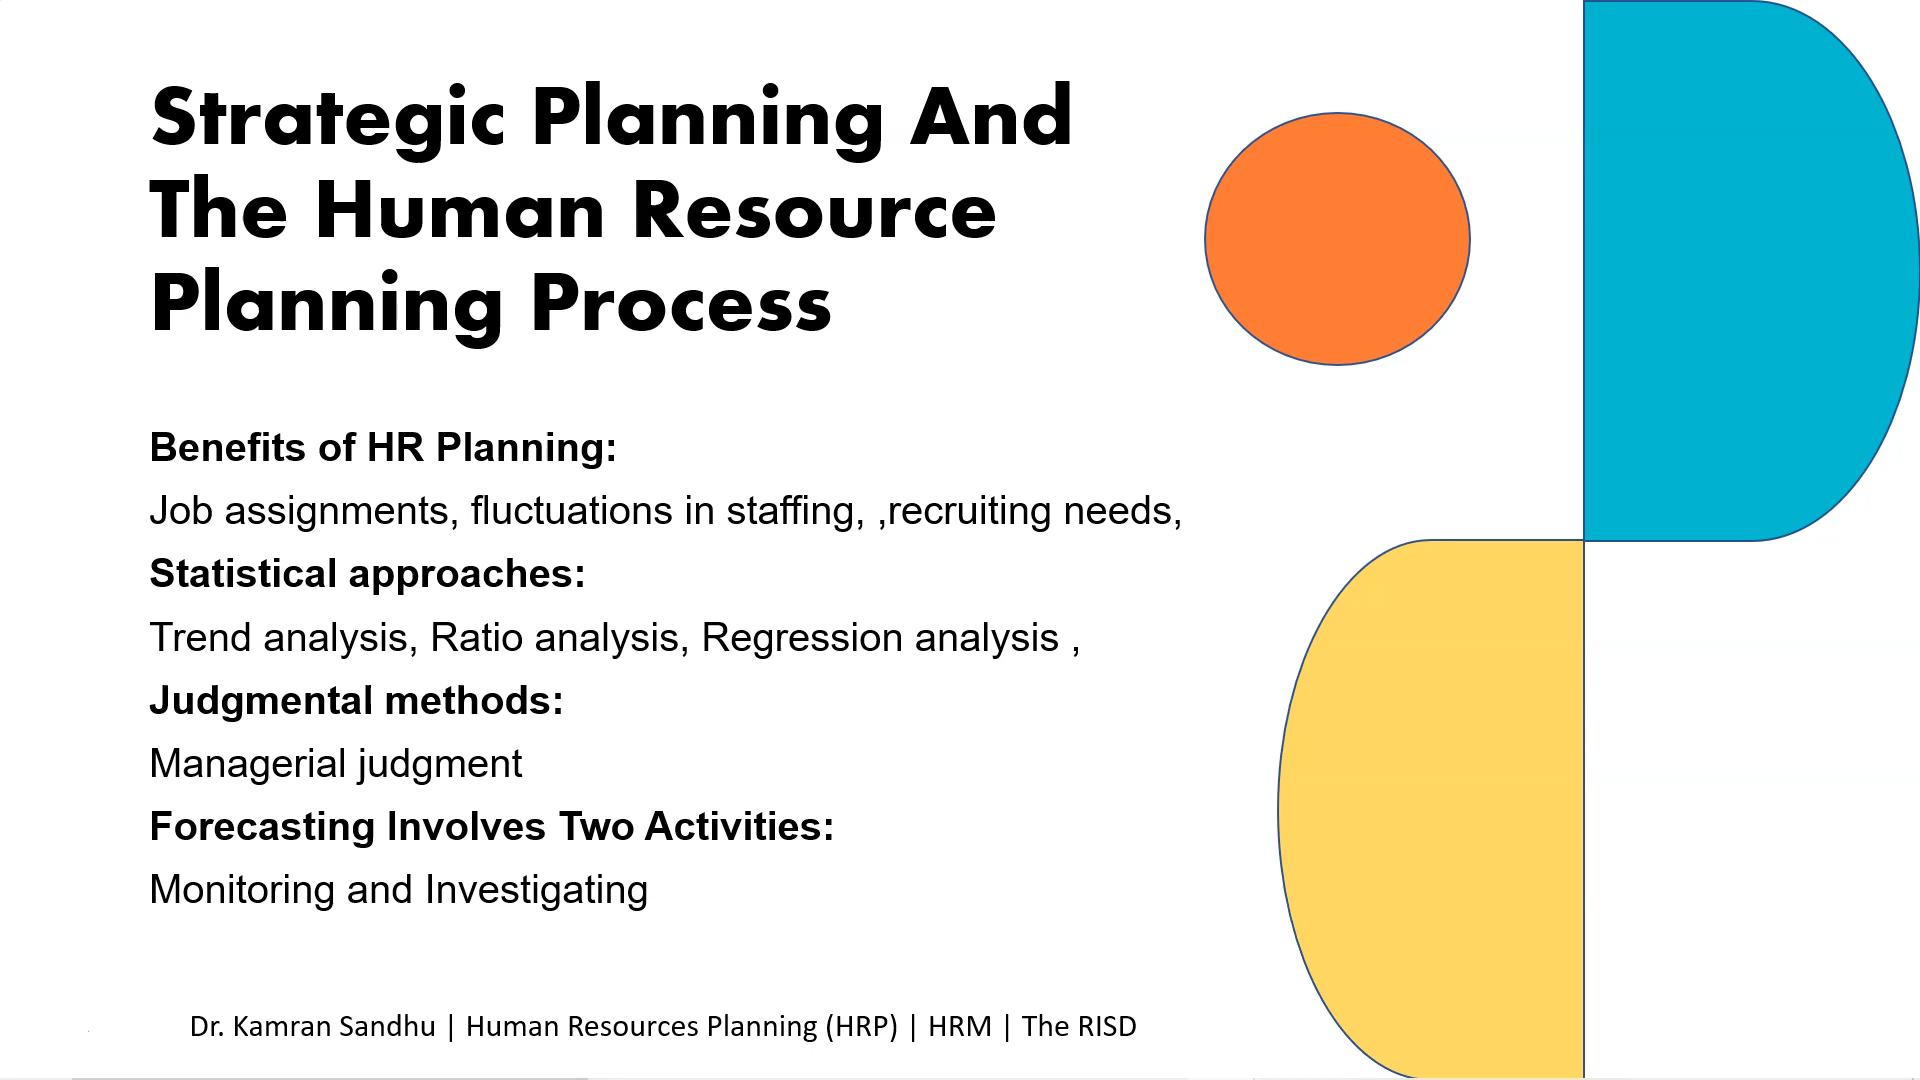 Strategic Planning And
The Human Resource
Planning Process
Benefits of HR Planning:
Job assignments, fluctuations in staffing, ,recruiting needs,
Statistical approaches:
Trend analysis, Ratio analysis, Regression analysis ,
Judgmental methods:
Managerial judgment
Forecasting Involves Two Activities:
Monitoring and Investigating
Dr. Kamran Sandhu | Human Resources Planning (HRP) | HRM | The RISD